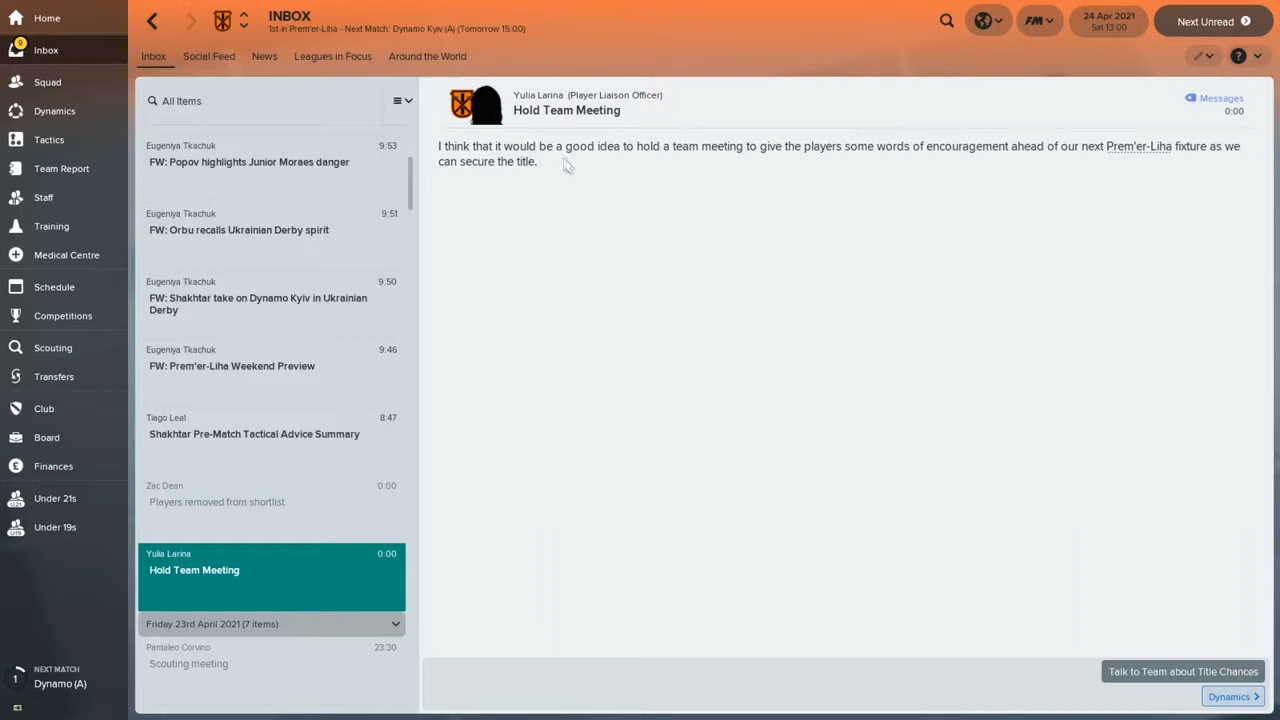 Home
9
Inbox
Squad
Dynamics
Tactics
Team Report
Staff
Training
Medical Centre
Schedule
Competitions
Scouting
Transfers
Club
Board
Finances
U21
Under 21s
U19
Under 19s
1
NEXT MATCH
Dynamo (A)
INBOX
1st in Prem'er-Liha - Next Match: Dynamo Kyiv (A) (Tomorrow 15:00)
FM
24 Apr 2021
Sat 13:00
Next Unread
Inbox
Social Feed
News
Leagues in Focus
Around the World
?
All Items
Eugeniya Tkachuk 9:53
FW: Popov highlights Junior Moraes danger
Eugeniya Tkachuk 9:51
FW: Orbu recalls Ukrainian Derby spirit
Eugeniya Tkachuk 9:50
FW: Shakhtar take on Dynamo Kyiv in Ukrainian
Derby
Eugeniya Tkachuk 9:46
FW: Prem'er-Liha Weekend Preview
Tiago Leal 8:47
Shakhtar Pre-Match Tactical Advice Summary
Zac Dean 0:00
Players removed from shortlist
Yulia Larina 0:00
Hold Team Meeting
Friday 23rd April 2021 (7 items)
Pantaleo Corvino 23:30
Scouting meeting
Yulia Larina (Player Liaison Officer)
Hold Team Meeting
Messages
0:00
I think that it would be a good idea to hold a team meeting to give the players some words of encouragement ahead of our next Prem'er-Liha fixture as we
can secure the title.
Talk to Team about Title Chances
Dynamics